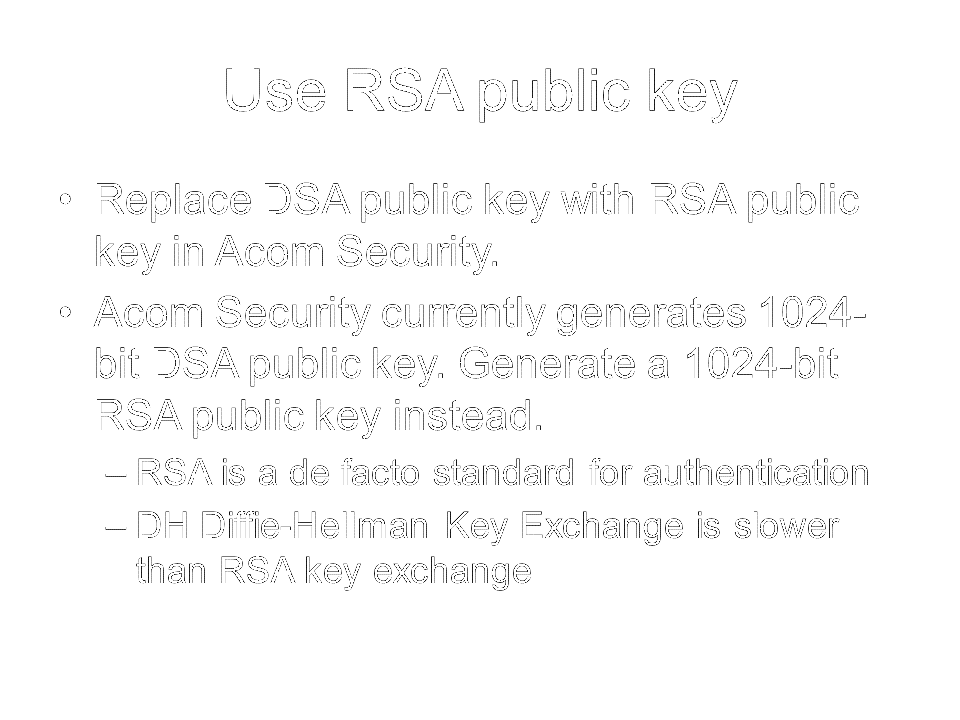 Use RSA public key
• Replace DSA public key with RSA public
key in Acom Security.
• Acom Security currently generates 1024-
bit DSA public key. Generate a 1024-bit
RSA public key instead.
– RSA is a de facto standard for authentication
– DH Diffie-Hellman Key Exchange is slower
than RSA key exchange